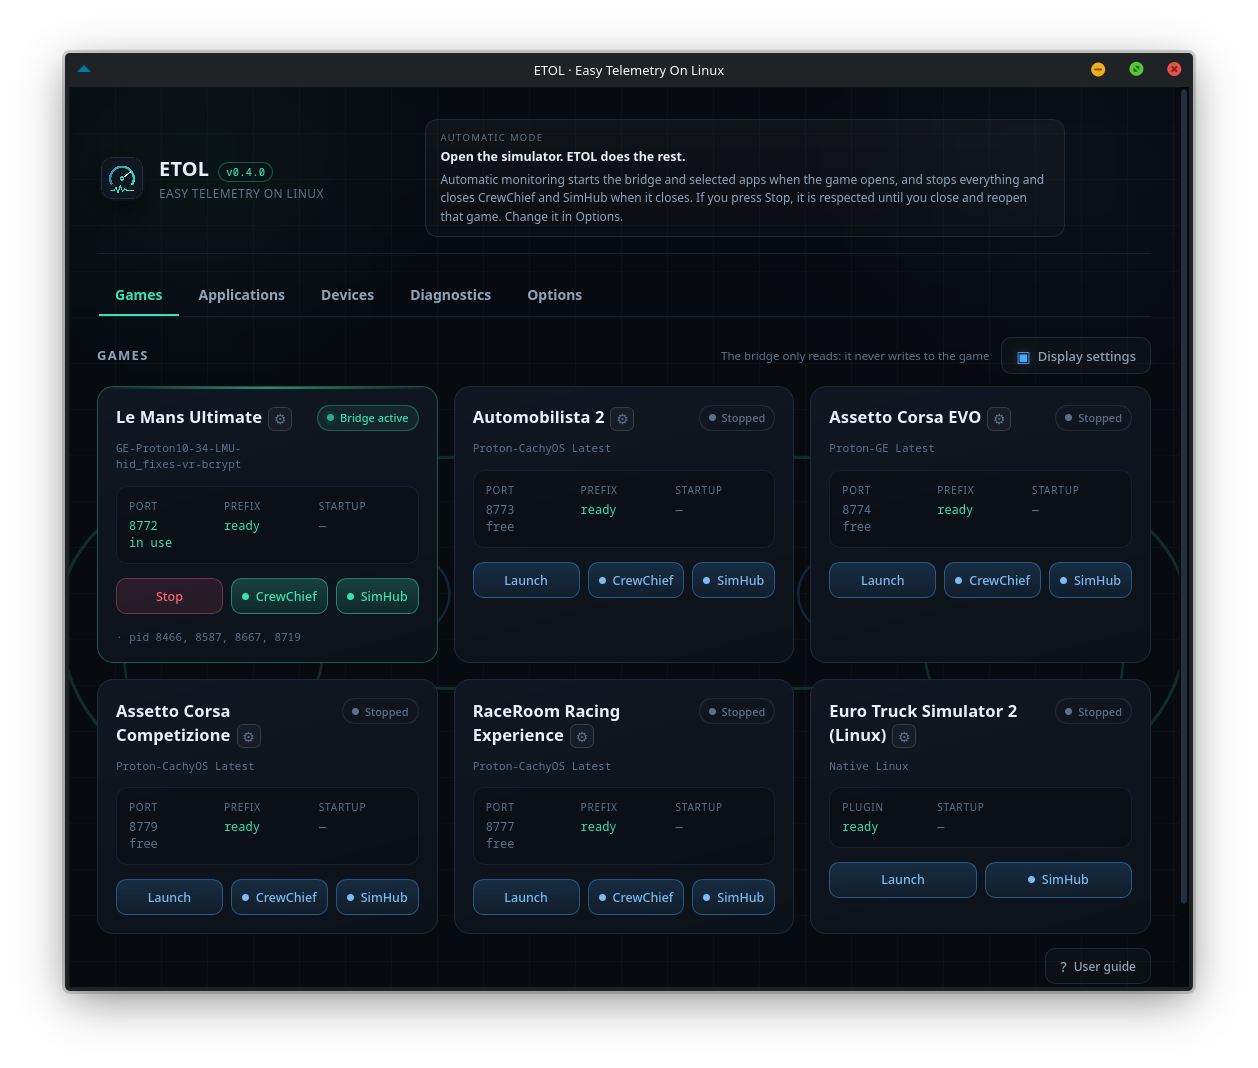 ETOL · Easy Telemetry On Linux
ETOL v0.4.0
EASY TELEMETRY ON LINUX
AUTOMATIC MODE
Open the simulator. ETOL does the rest.
Automatic monitoring starts the bridge and selected apps when the game opens, and stops everything and
closes CrewChief and SimHub when it closes. If you press Stop, it is respected until you close and reopen
that game. Change it in Options.
Games Applications Devices Diagnostics Options
GAMES
The bridge only reads: it never writes to the game
Display settings
Le Mans Ultimate
Bridge active
GE-Proton10-34-LMU-
hid_fixes-vr-bcrypt
PORT PREFIX STARTUP
8772 ready —
in use
Stop CrewChief SimHub
· pid 8466, 8587, 8667, 8719
Automobilista 2
Stopped
Proton-CachyOS Latest
PORT PREFIX STARTUP
8773 ready —
free
Launch CrewChief SimHub
Assetto Corsa EVO
Stopped
Proton-GE Latest
PORT PREFIX STARTUP
8774 ready —
free
Launch CrewChief SimHub
Assetto Corsa
Competizione
Stopped
Proton-CachyOS Latest
PORT PREFIX STARTUP
8779 ready —
free
Launch CrewChief SimHub
RaceRoom Racing
Experience
Stopped
Proton-CachyOS Latest
PORT PREFIX STARTUP
8777 ready —
free
Launch CrewChief SimHub
Euro Truck Simulator 2
(Linux)
Stopped
Native Linux
PLUGIN STARTUP
ready —
Launch SimHub
? User guide